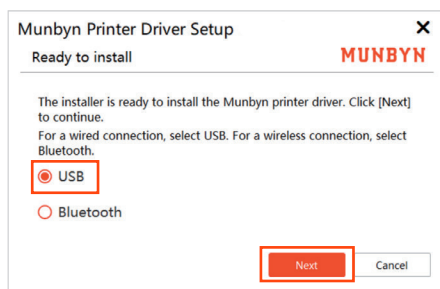 Munbyn Printer Driver Setup
Ready to install
MUNBYN
The installer is ready to install the Munbyn printer driver. Click [Next]
to continue.
For a wired connection, select USB. For a wireless connection, select
Bluetooth.
USB
Bluetooth
Next
Cancel